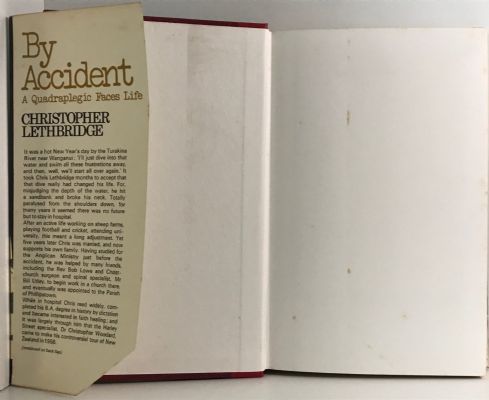 By
Accident
A Quadraplegic Faces Life
CHRISTOPHER
LETHBRIDGE
It was a hot New Year's day by the Turakina
River near Wanganui: 'I'll just dive into that
water and swim all these frustrations away,
and then, well, we'll start all over again.' It
took Chris Lethbridge months to accept that
that dive really had changed his life. For,
misjudging the depth of the water, he hit
a sandbank and broke his neck. Totally
paralysed from the shoulders down, for
many years it seemed there was no future
but to stay in hospital.
After an active life working on sheep farms,
playing football and cricket, attending uni-
versity, this meant a long adjustment. Yet
five years later Chris was married, and now
supports his own family. Having studied for
the Anglican Ministry just before the
accident, he was helped by many friends,
including the Rev Bob Lowe and Christ-
church surgeon and spinal specialist, Mr
Bill Utley, to begin work in a church there,
and eventually was appointed to the Parish
of Phillipstown.
While in hospital Chris read widely, com-
pleted his B.A. degree in history by dictation
and became interested in faith healing; and
it was largely through him that the Harley
Street specialist, Dr Christopher Woodard,
came to make his controversial tour of New
Zealand in 1958.
(continued on back flap)